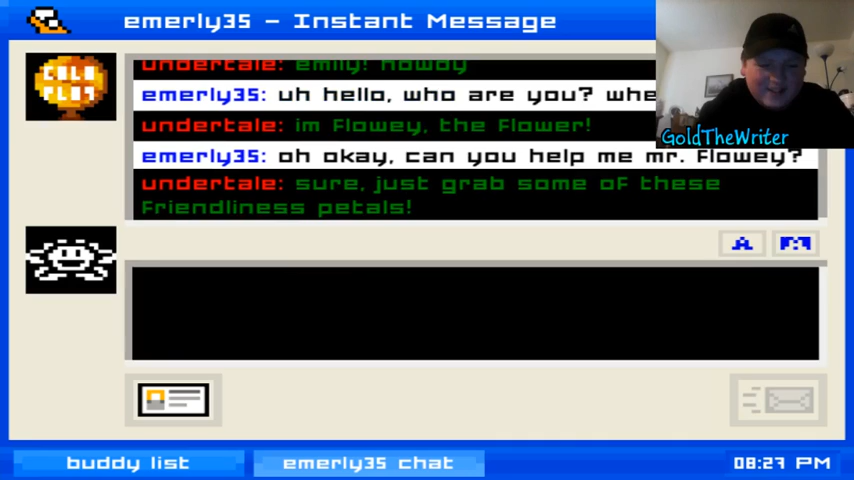 emerly35 - Instant Message
COLD
PLAY
undertale: emily! howdy
emerly35: uh hello, who are you? whe
undertale: im Flowey, the Flower!
GoldTheWriter
emerly35: oh okay, can you help me mr. Flowey?
undertale: sure, just grab some of these
Friendliness petals!
A
buddy list
emerly35 chat
08:27 PM